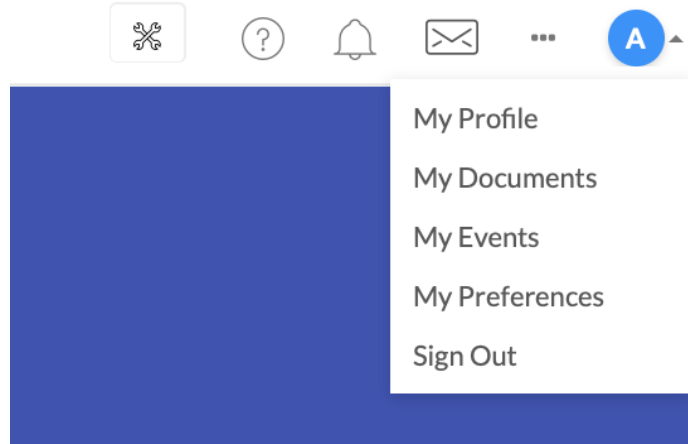 ?
A
My Profile
My Documents
My Events
My Preferences
Sign Out